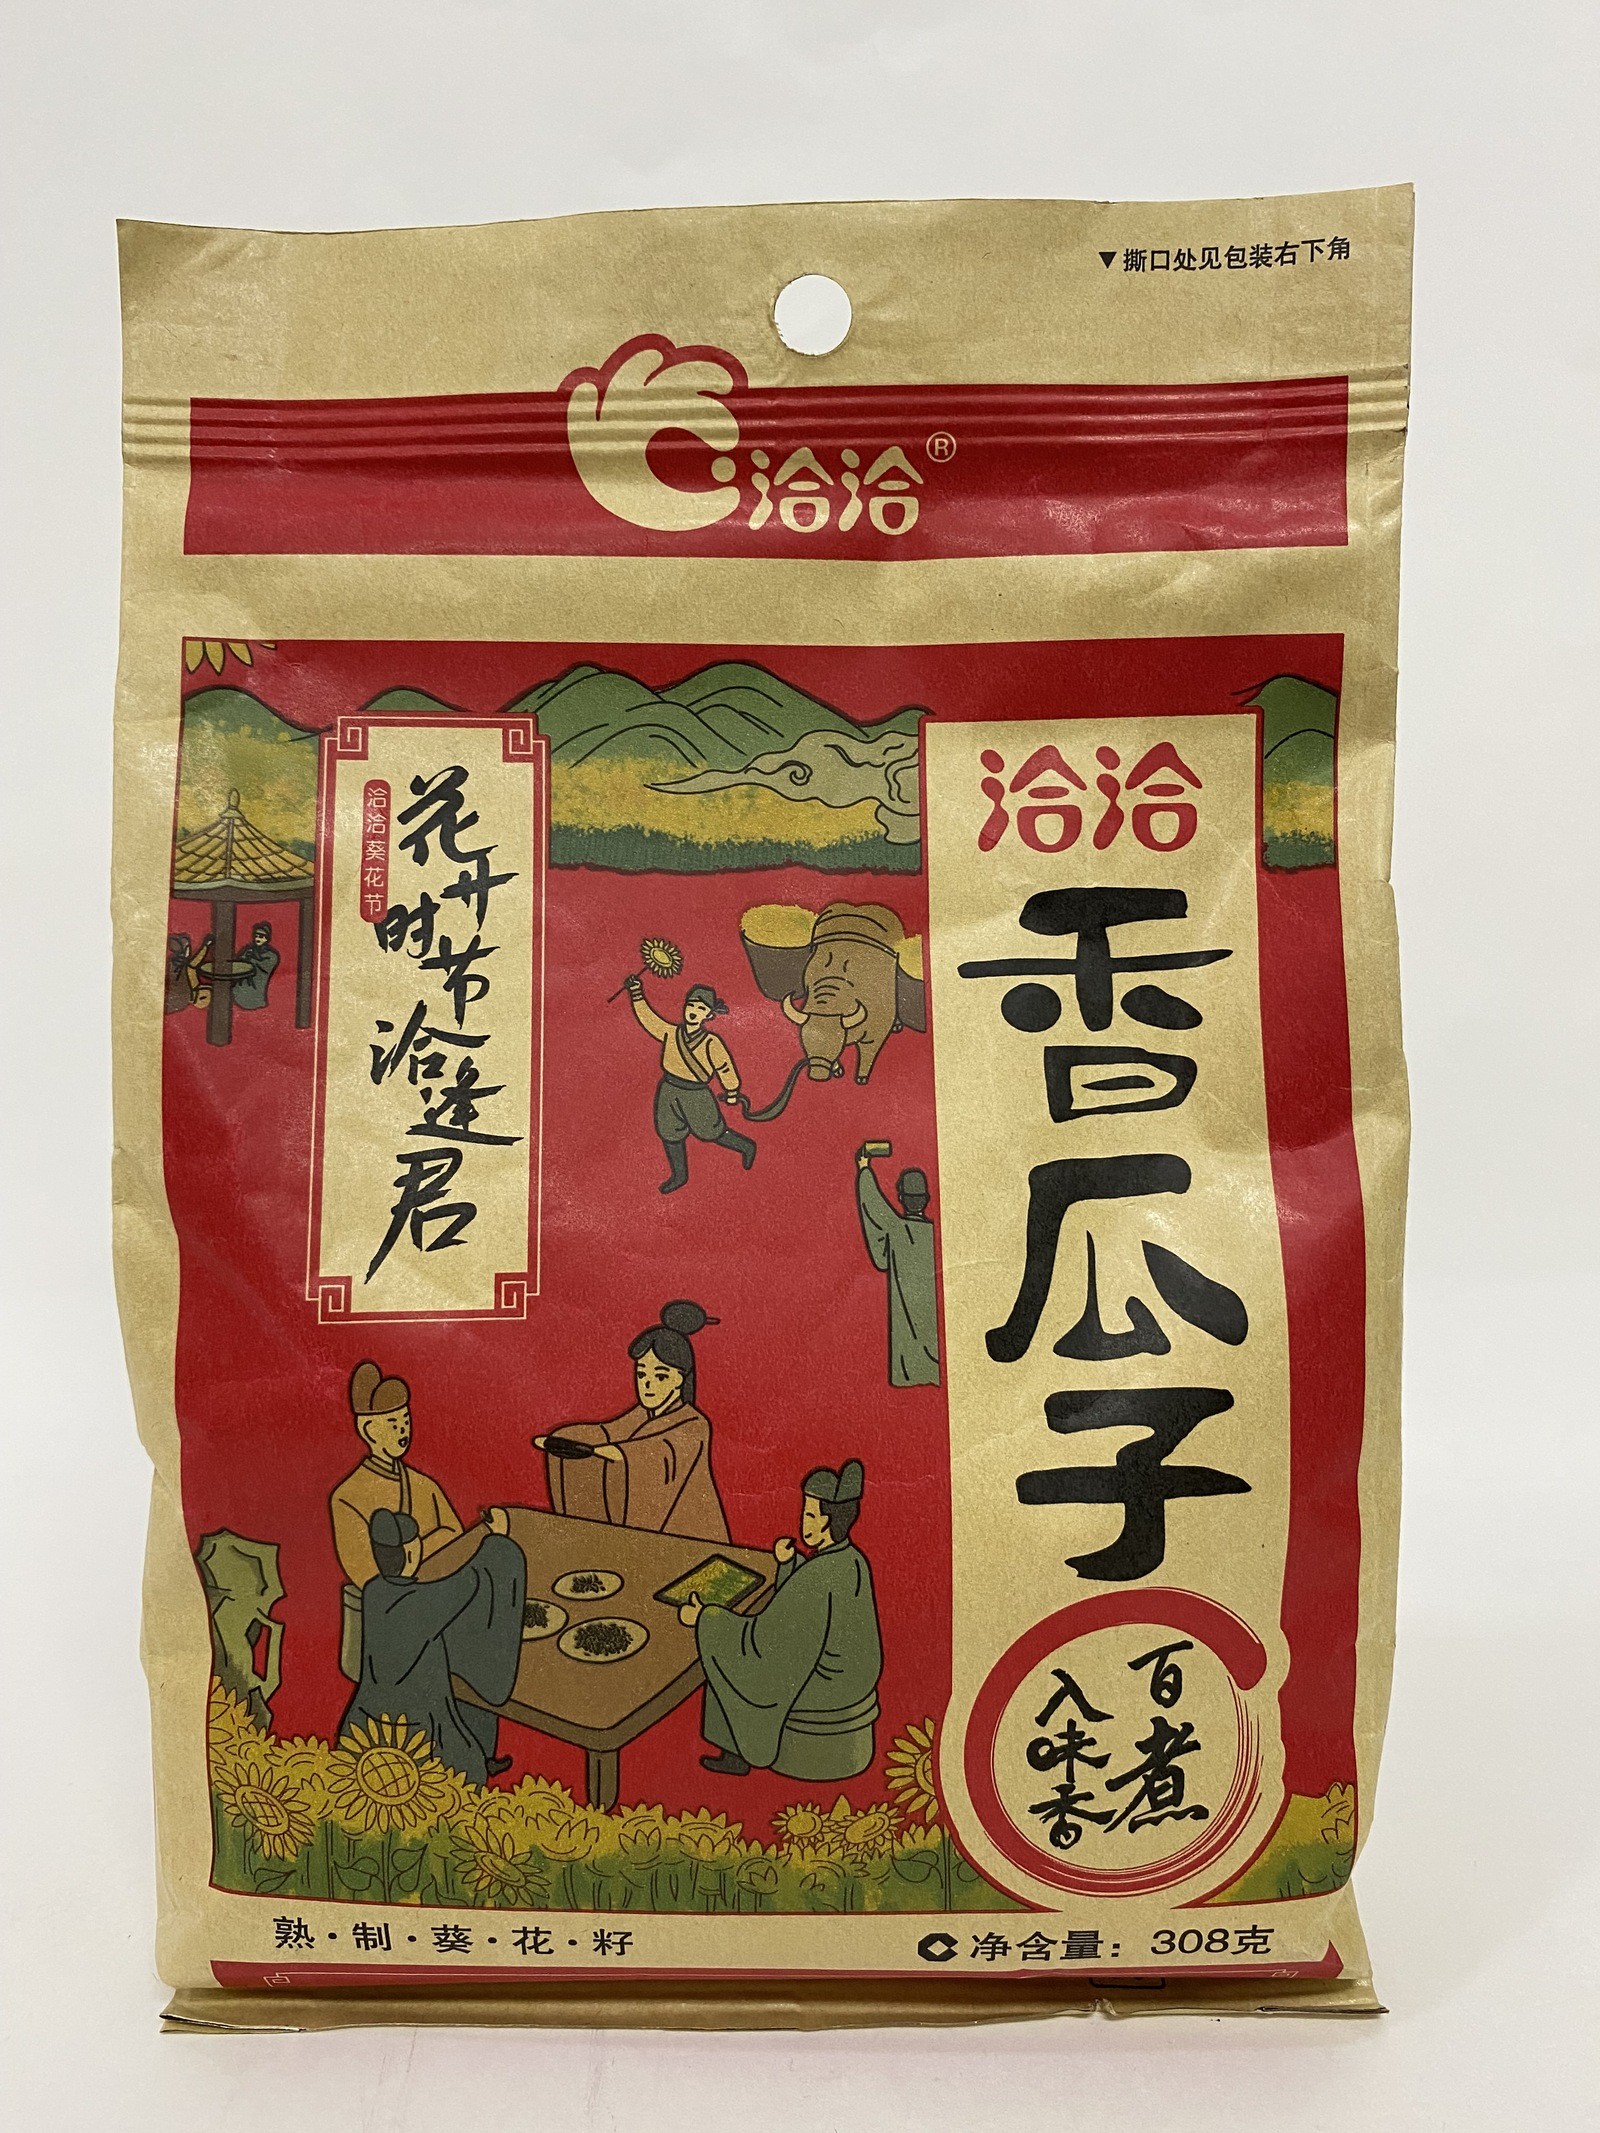 ▼撕口处见包装右下角
洽洽®
洽洽
香瓜子
百煮
入味香
洽洽葵花节
花开时节洽逢君
熟·制·葵·花·籽
净含量：308克